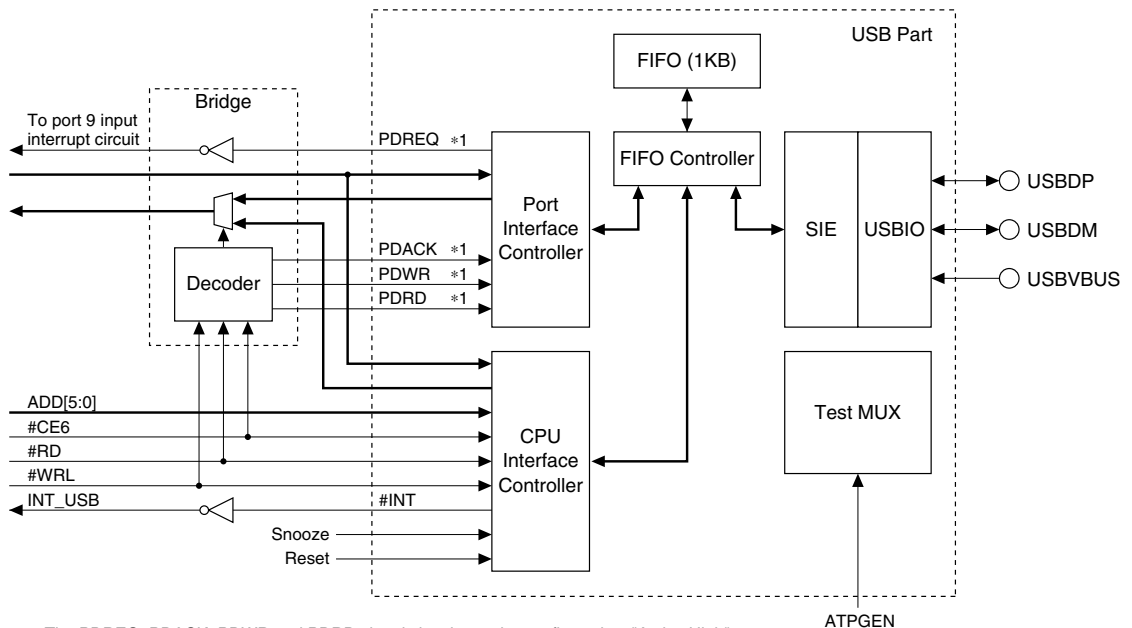 USB Part
FIFO (1KB)
Bridge
To port 9 input
interrupt circuit
PDREQ *1
FIFO Controller
Port
Interface
Controller
SIE
USBIO
USBDP
USBDM
USBVBUS
PDACK *1
PDWR *1
PDRD *1
Decoder
ADD[5:0]
#CE6
#RD
#WRL
INT_USB
#INT
CPU
Interface
Controller
Test MUX
Snooze
Reset
ATPGEN